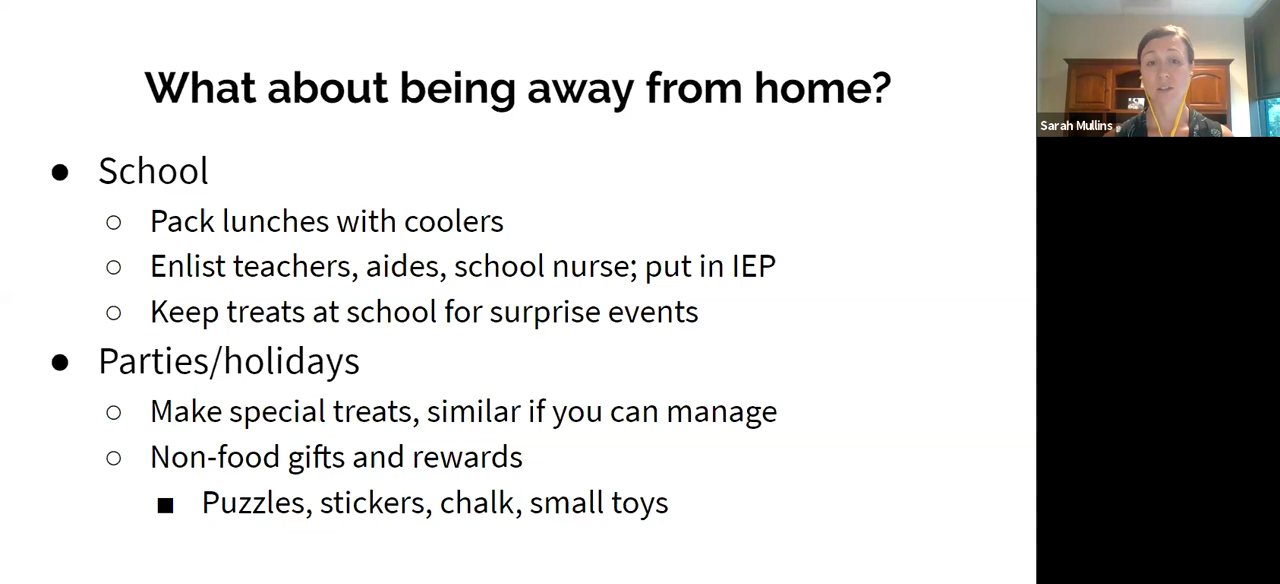 What about being away from home?
● School
○ Pack lunches with coolers
○ Enlist teachers, aides, school nurse; put in IEP
○ Keep treats at school for surprise events
● Parties/holidays
○ Make special treats, similar if you can manage
○ Non-food gifts and rewards
■ Puzzles, stickers, chalk, small toys
Sarah Mullins